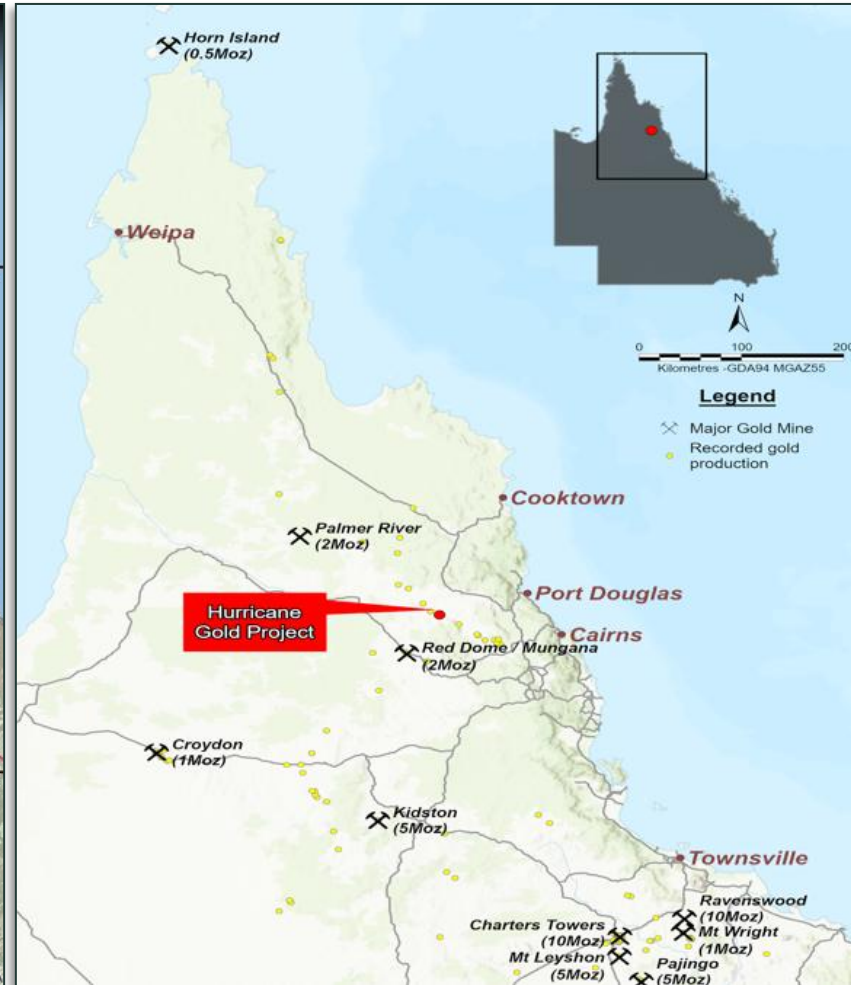 Horn Island
(0.5Moz)
Weipa
N
0 100 200
Kilometres -GDA94 MGAZ55
Legend
Major Gold Mine
Recorded gold
production
Cooktown
Palmer River
(2Moz)
Port Douglas
Hurricane
Gold Project
Cairns
Red Dome / Mungana
(2Moz)
Croydon
(1Moz)
Kidston
(5Moz)
Townsville
Ravenswood
(10Moz)
Charters Towers
(10Moz)
Mt Wright
(1Moz)
Mt Leyshon
(5Moz)
Pajingo
(5Moz)